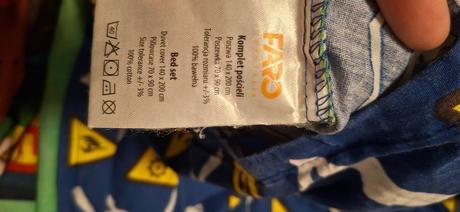 FARO
Komplet pościeli
Poszwa 140 x 200 cm
Poszewka 70 x 90 cm
Tolerancja rozmiaru +/-3%
100% bawełna
Bed set
Duvet cover 140 x 200 cm
Pillowcase 70 x 90 cm
Size tolerance +/-3%
100% cotton
40